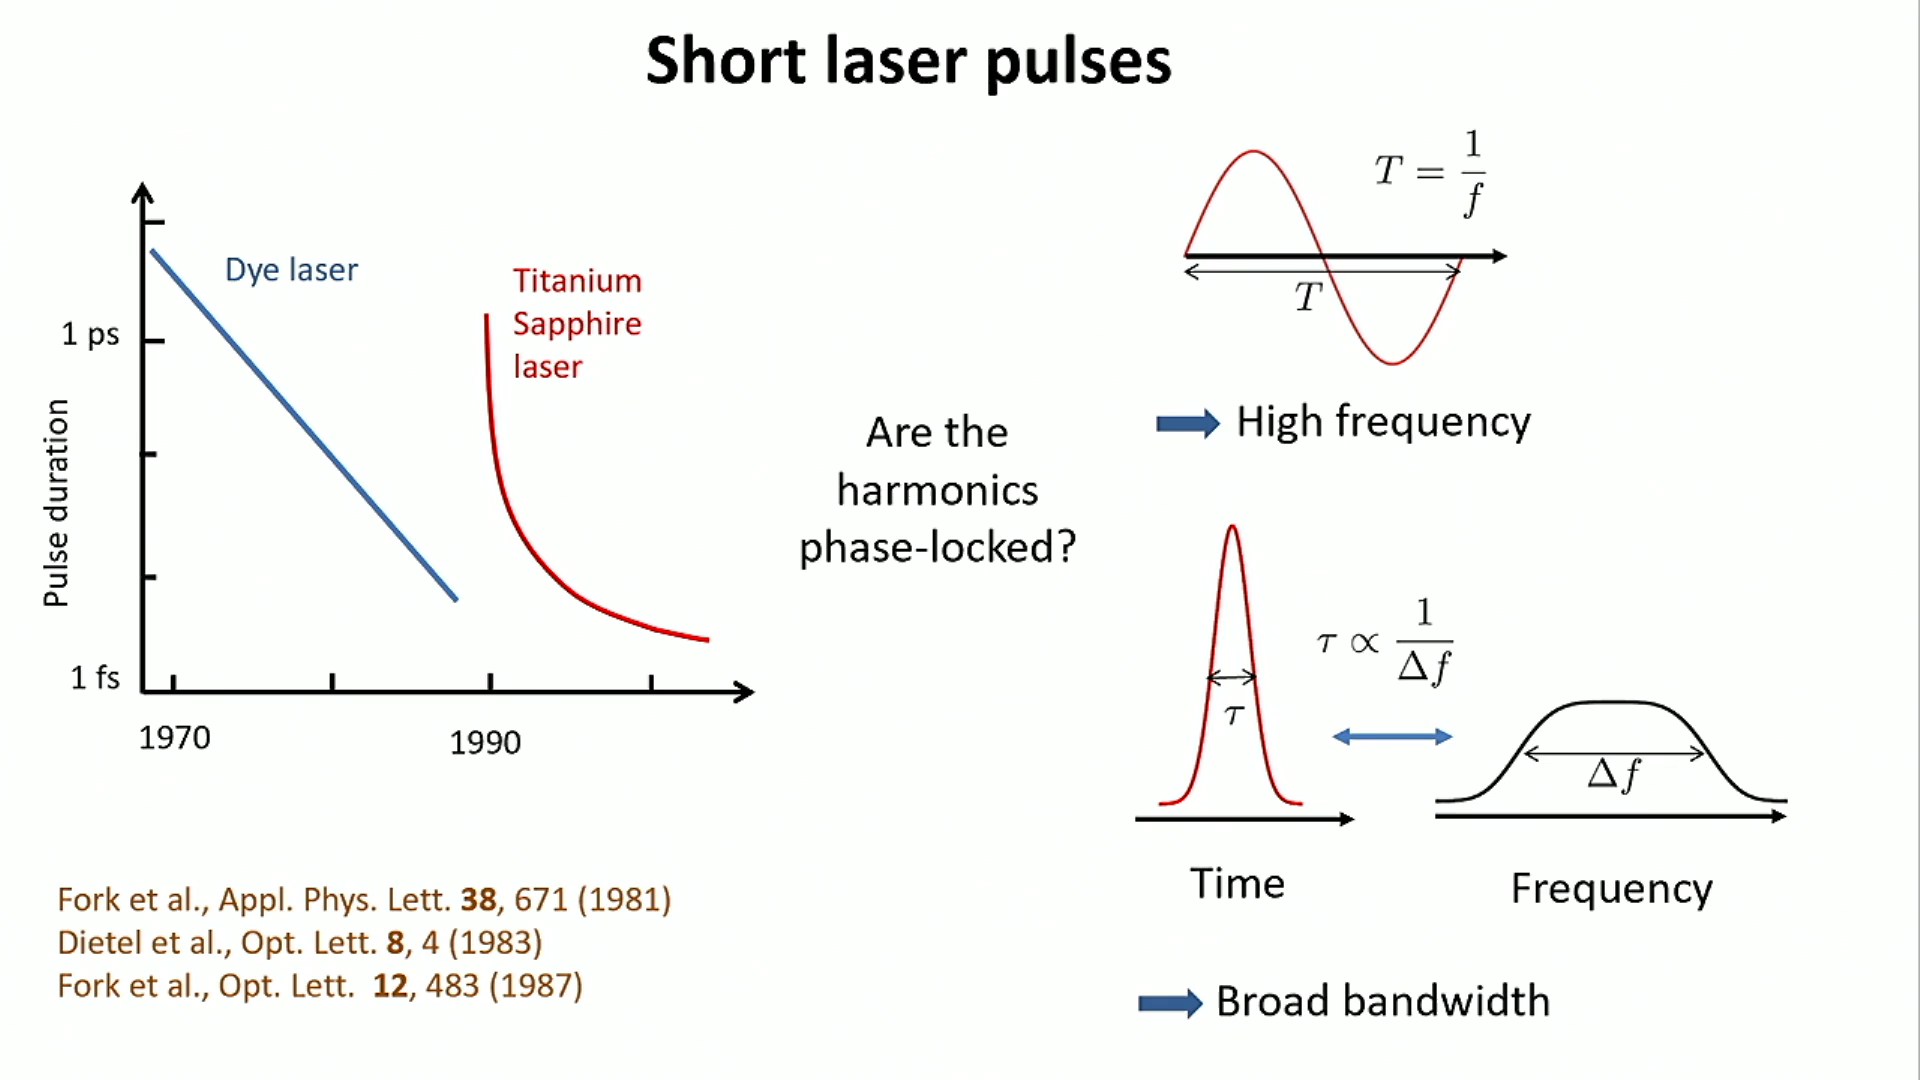 Short laser pulses
Dye laser
Titanium
Sapphire
laser
1 ps
Pulse duration
1 fs
1970
1990
Are the
harmonics
phase-locked?
T = 1/f
T
High frequency
τ ∝ 1/Δf
τ
Δf
Time
Frequency
Broad bandwidth
Fork et al., Appl. Phys. Lett. 38, 671 (1981)
Dietel et al., Opt. Lett. 8, 4 (1983)
Fork et al., Opt. Lett. 12, 483 (1987)